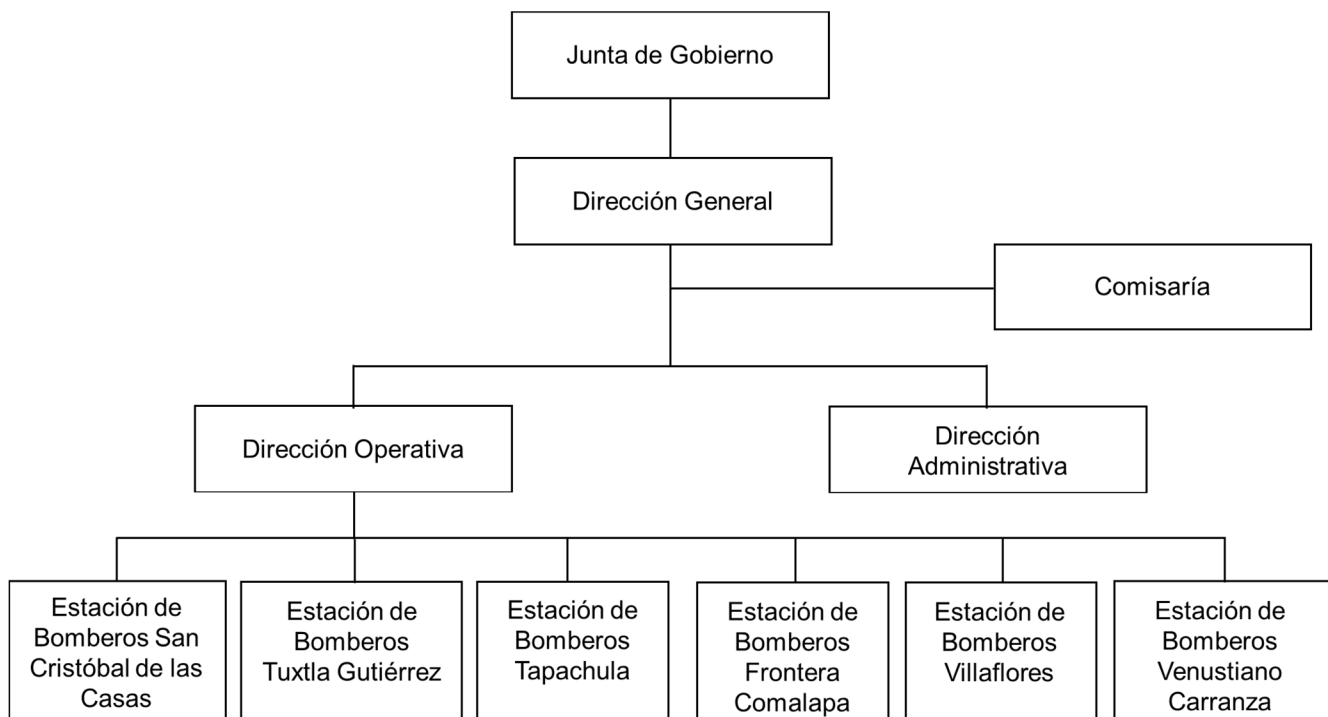 Junta de Gobierno
Dirección General
Comisaría
Dirección Operativa
Dirección
Administrativa
Estación de
Bomberos San
Cristóbal de las
Casas
Estación de
Bomberos
Tuxtla Gutiérrez
Estación de
Bomberos
Tapachula
Estación de
Bomberos
Frontera
Comalapa
Estación de
Bomberos
Villaflores
Estación de
Bomberos
Venustiano
Carranza